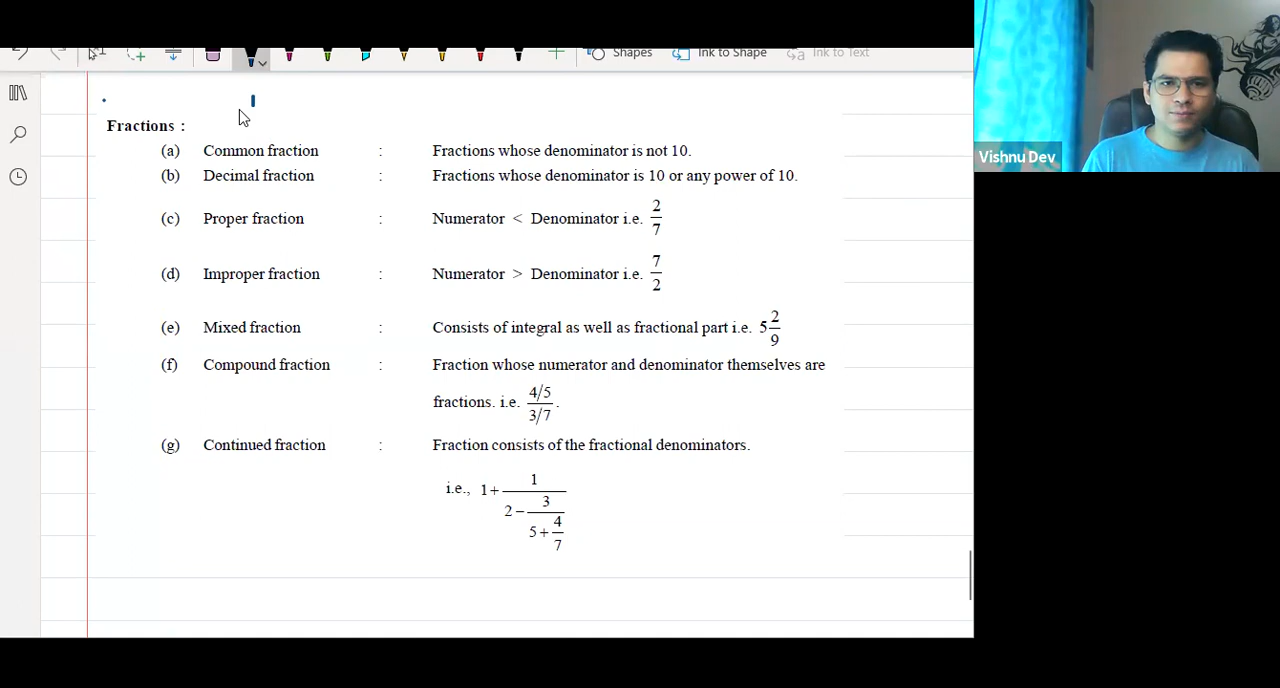 Shapes Ink to Shape Ink to Text
Vishnu Dev
Fractions :
(a) Common fraction : Fractions whose denominator is not 10.
(b) Decimal fraction : Fractions whose denominator is 10 or any power of 10.
(c) Proper fraction : Numerator < Denominator i.e. 2/7
(d) Improper fraction : Numerator > Denominator i.e. 7/2
(e) Mixed fraction : Consists of integral as well as fractional part i.e. 5 2/9
(f) Compound fraction : Fraction whose numerator and denominator themselves are
fractions. i.e. (4/5)/(3/7).
(g) Continued fraction : Fraction consists of the fractional denominators.
i.e., 1+1/(2−3/(5+4/7))